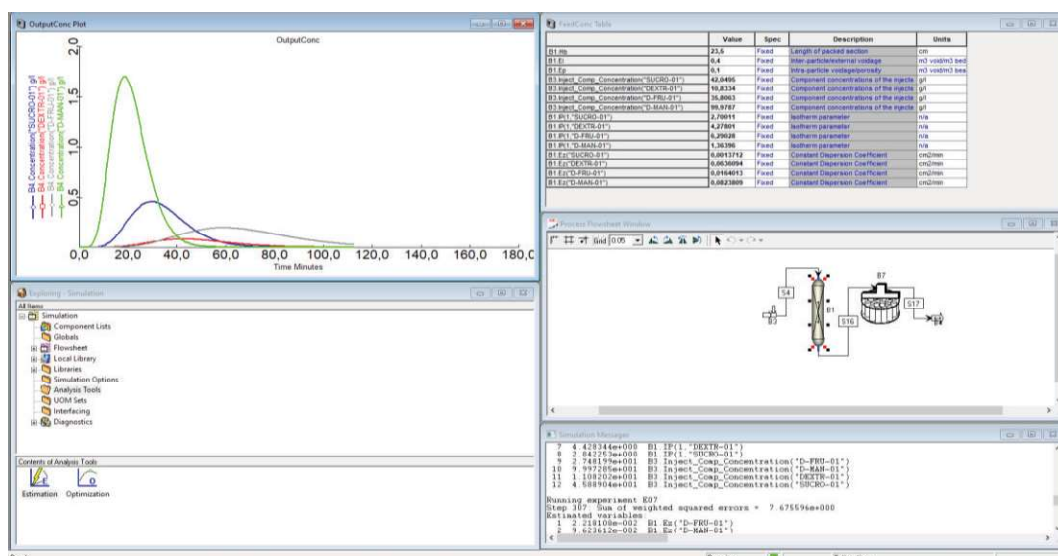 OutputConc Plot
OutputConc
2,0
1,5
1,0
0,5
B4.Concentration("SUCRO-01") g/l
B4.Concentration("DEXTR-01") g/l
B4.Concentration("D-FRU-01") g/l
B4.Concentration("D-MAN-01") g/l
0,0 20,0 40,0 60,0 80,0 100,0 120,0 140,0 160,0 180,0
Time Minutes
FeedConc Table
Value Spec Description Units
B1.Hb 23,5 Fixed Length of packed section cm
B1.Ei 0,4 Fixed Inter-particle/external voidage m3 void/m3 bed
B1.Ep 0,1 Fixed Intra-particle voidage/porosity m3 void/m3 bea
B3.Inject_Comp_Concentration("SUCRO-01") 42,0495 Fixed Component concentrations of the injecte g/l
B3.Inject_Comp_Concentration("DEXTR-01") 10,8334 Fixed Component concentrations of the injecte g/l
B3.Inject_Comp_Concentration("D-FRU-01") 35,8063 Fixed Component concentrations of the injecte g/l
B3.Inject_Comp_Concentration("D-MAN-01") 99,9787 Fixed Component concentrations of the injecte g/l
B1.IP(1,"SUCRO-01") 2,70011 Fixed Isotherm parameter n/a
B1.IP(1,"DEXTR-01") 4,27801 Fixed Isotherm parameter n/a
B1.IP(1,"D-FRU-01") Fixed Isotherm parameter n/a
B1.IP(1,"D-MAN-01") 1,36396 Fixed Isotherm parameter n/a
B1.Ez("SUCRO-01") Fixed Constant Dispersion Coefficient cm2/min
B1.Ez("DEXTR-01") Fixed Constant Dispersion Coefficient cm2/min
B1.Ez("D-FRU-01") 0,0164013 Fixed Constant Dispersion Coefficient cm2/min
B1.Ez("D-MAN-01") 0,0823809 Fixed Constant Dispersion Coefficient cm2/min
Process Flowsheet Window
Grid 0.05
S4
B3
B1
S16
B7
S17
Exploring - Simulation
All Items
Simulation
Component Lists
Globals
Flowsheet
Local Library
Libraries
Simulation Options
Analysis Tools
UOM Sets
Interfacing
Diagnostics
Contents of Analysis Tools
Estimation Optimization
Simulation Messages
7 4.428344e+000 B1.IP(1,"DEXTR-01")
8 2.842253e+000 B1.IP(1,"SUCRO-01")
9 2.748199e+001 B3.Inject_Comp_Concentration("D-FRU-01")
10 9.997285e+001 B3.Inject_Comp_Concentration("D-MAN-01")
11 1.108202e+001 B3.Inject_Comp_Concentration("DEXTR-01")
12 4.588904e+001 B3.Inject_Comp_Concentration("SUCRO-01")
Running experiment E07
Step 307 Sum of weighted squared errors = 7.675596e+000
Estimated variables
1 2.218108e-002 B1.Ez("D-FRU-01")
2 9.623612e-002 B1.Ez("D-MAN-01")